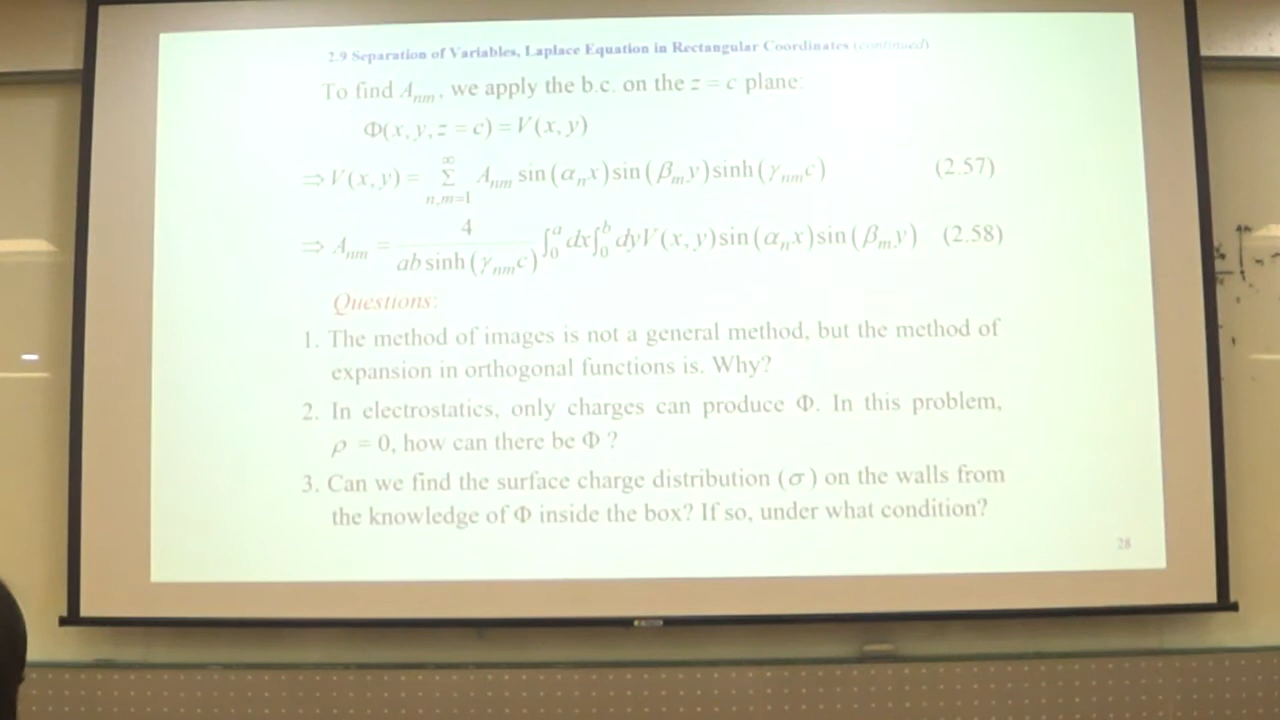 2.9 Separation of Variables, Laplace Equation in Rectangular Coordinates (continued)
To find Aₙₘ, we apply the b.c. on the z = c plane:
Φ(x, y, z = c) = V(x, y)
⇒ V(x, y) = Σ_{n,m=1}^{∞} Aₙₘ sin(αₙx) sin(βₘy) sinh(γₙₘc) (2.57)
⇒ Aₙₘ = 4 / (ab sinh(γₙₘc)) ∫₀ᵃ dx ∫₀ᵇ dyV(x, y) sin(αₙx) sin(βₘy) (2.58)
Questions:
1. The method of images is not a general method, but the method of
expansion in orthogonal functions is. Why?
2. In electrostatics, only charges can produce Φ. In this problem,
ρ = 0, how can there be Φ ?
3. Can we find the surface charge distribution (σ) on the walls from
the knowledge of Φ inside the box? If so, under what condition?
28